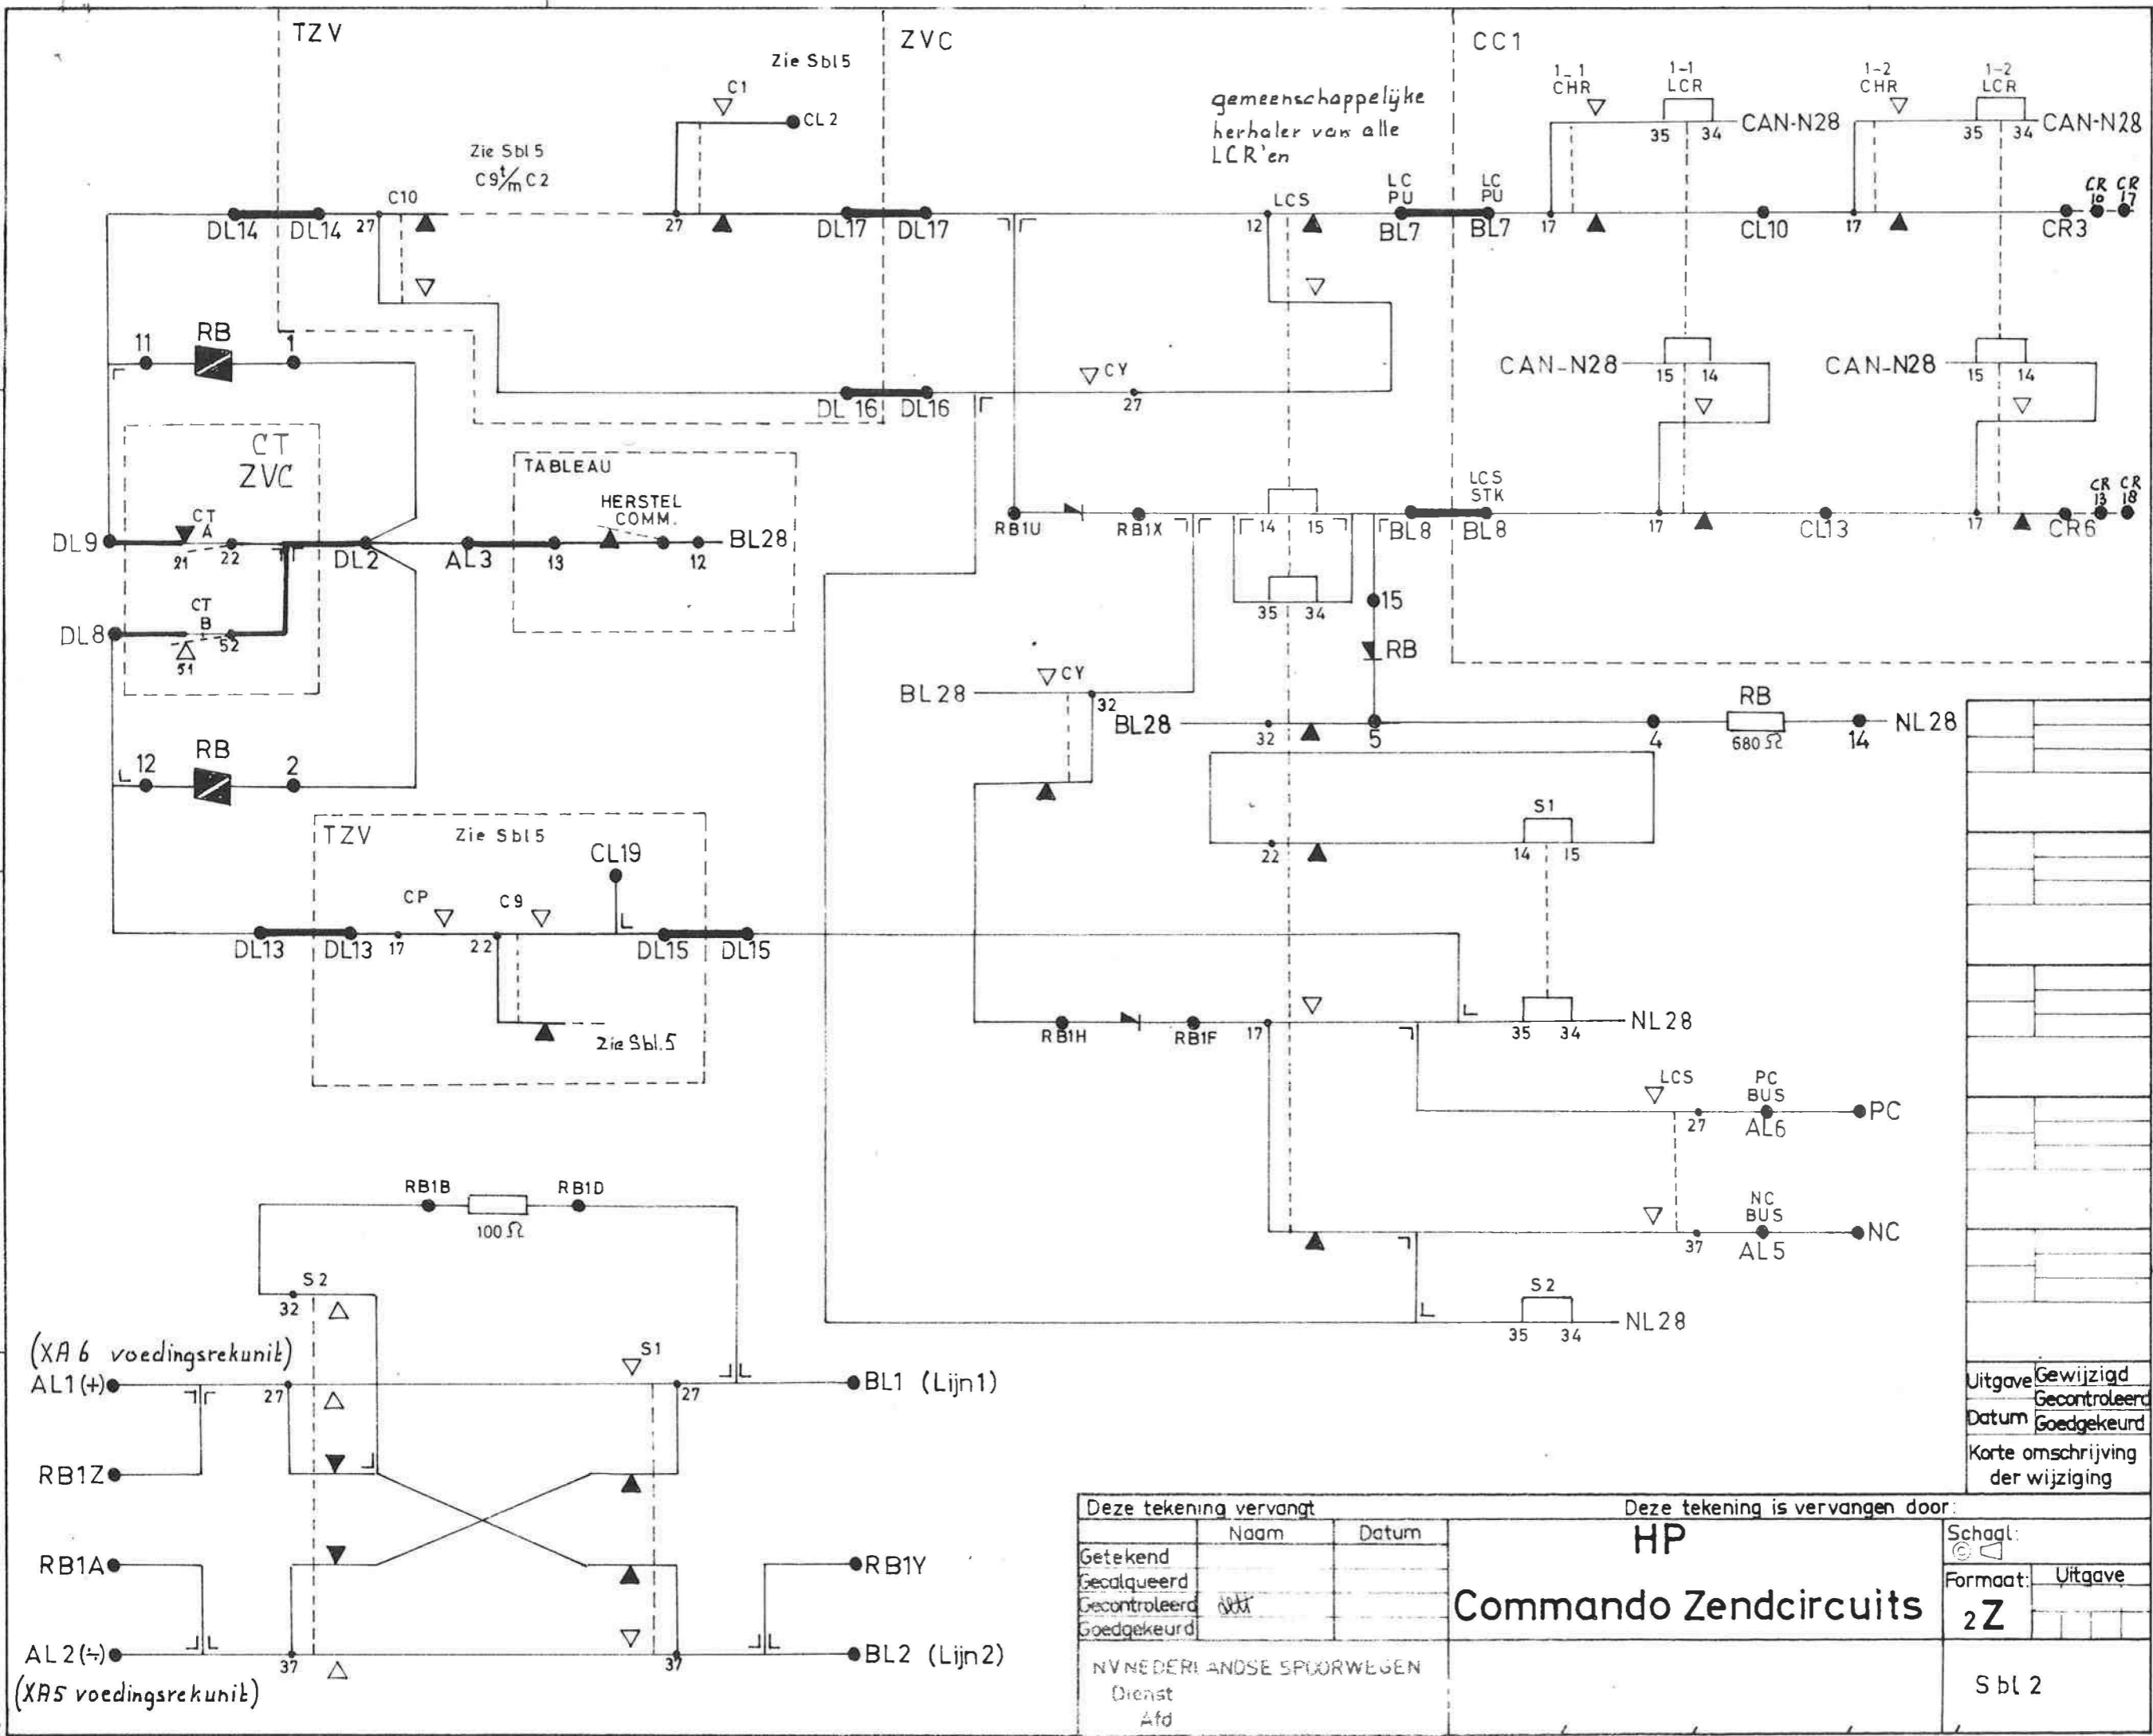 TZV
ZVC
CC1
Zie Sbl5
C1
CL2
Zie Sbl 5
C9 t/m C2
gemeenschappelijke
herhaler van alle
LCR'en
1-1
CHR
1-1
LCR
1-2
CHR
1-2
LCR
35 34 CAN-N28
35 34 CAN-N28
C10
LCS
LC
PU
LC
PU
CR
10
CR
17
DL14 DL14 27
27
DL17 DL17
12
BL7 BL7
17
CL10
17
CR3
11 RB 1
CAN-N28 15 14
CAN-N28 15 14
CY
DL 16 DL16
27
CT
ZVC
TABLEAU
HERSTEL
COMM.
LCS
STK
CR
13
CR
18
CT
A
DL9
21 22
DL2
AL3
13
12
BL28
RB1U
RB1X
14 15
BL8 BL8
17
CL13
17
CR6
CT
B
DL8
51
52
35 34
15
RB
BL28
CY
32
BL28
32
5
4
RB
680 Ω
14
NL28
12 RB 2
S1
22
14 15
TZV
Zie Sbl 5
CL19
CP
C9
DL13 DL13 17
22
DL15 DL15
Zie Sbl.5
RB1H
RB1F
17
35 34
NL28
LCS
PC
BUS
27
AL6
PC
NC
BUS
37
AL5
NC
RB1B
RB1D
100 Ω
S2
32
S2
35 34
NL28
(XA 6 voedingsrekunit)
AL1(+)
27
S1
27
BL1 (Lijn1)
RB1Z
RB1A
RB1Y
AL2(÷)
37
37
BL2 (Lijn2)
(XA5 voedingsrekunit)
Uitgave Gewijzigd
Gecontroleerd
Datum Goedgekeurd
Korte omschrijving
der wijziging
Deze tekening vervangt
Deze tekening is vervangen door:
Naam Datum
Getekend
Gecalqueerd
Gecontroleerd
Goedgekeurd
HP
Commando Zendcircuits
Schaal:
Formaat: Uitgave
2Z
NV NEDERLANDSE SPOORWEGEN
Dienst
Afd
Sbl 2